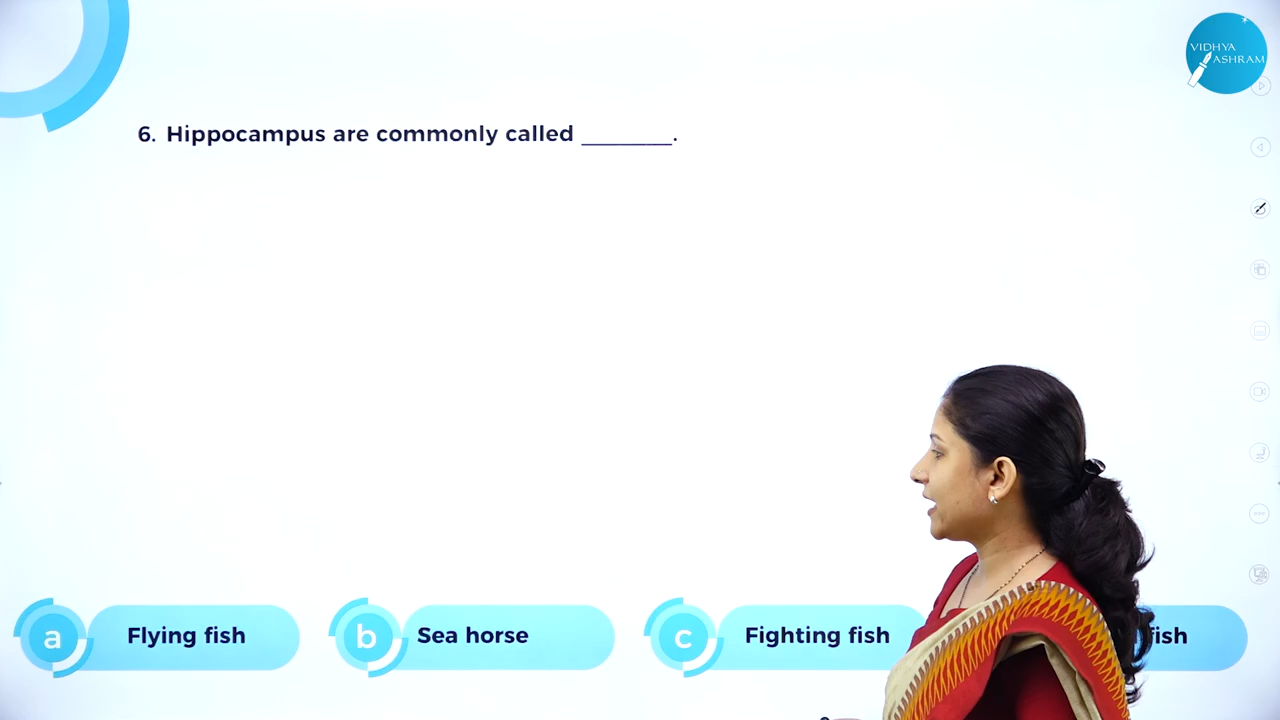 VIDHYA
ASHRAM
6. Hippocampus are commonly called ________.
a Flying fish
b Sea horse
c Fighting fish
fish